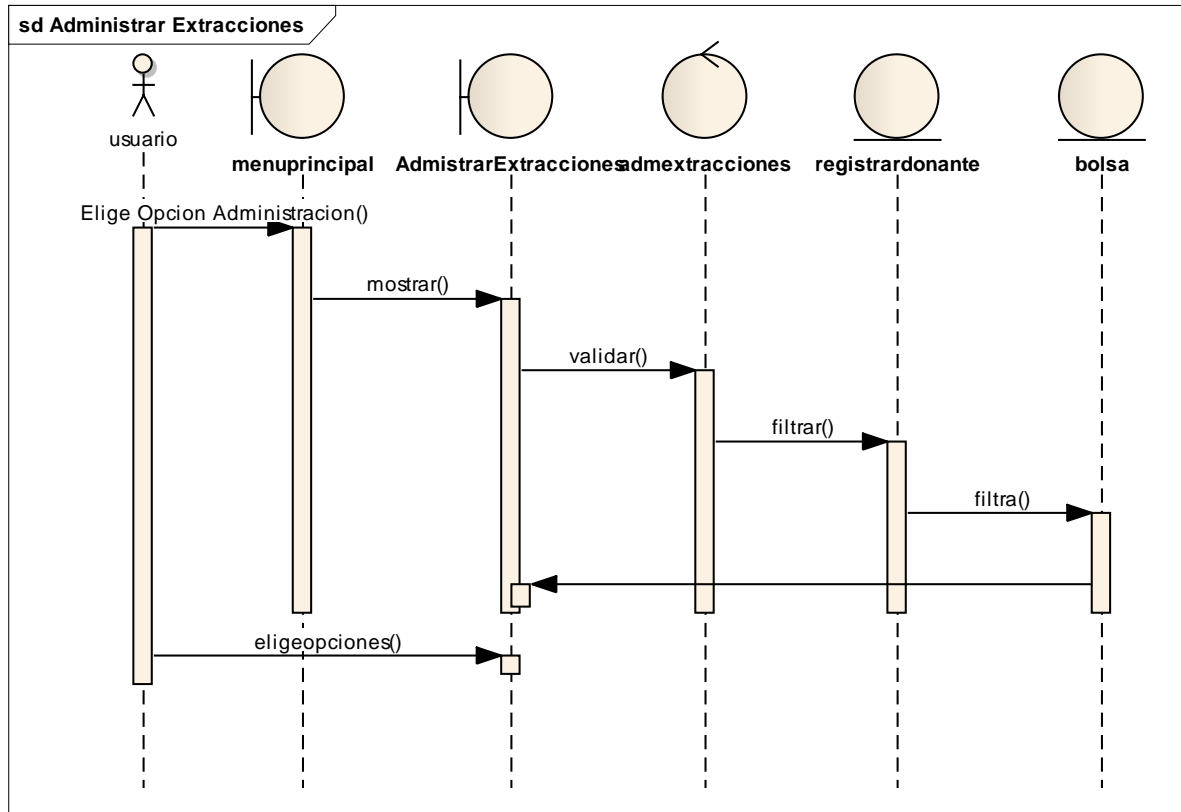 sd Administrar Extracciones
usuario
menuprincipal
AdmistrarExtracciones
admextracciones
registrardonante
bolsa
Elige Opcion Administracion()
mostrar()
validar()
filtrar()
filtra()
eligeopciones()